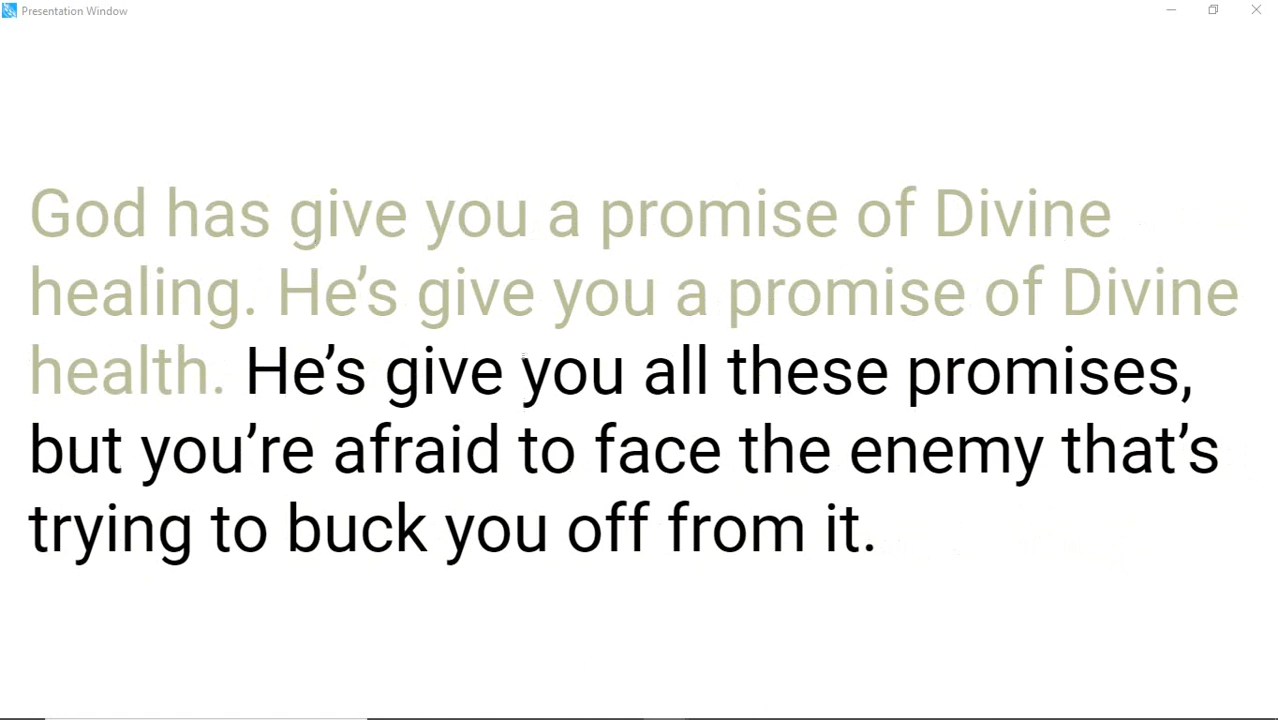 Presentation Window
God has give you a promise of Divine
healing. He’s give you a promise of Divine
health. He’s give you all these promises,
but you’re afraid to face the enemy that’s
trying to buck you off from it.